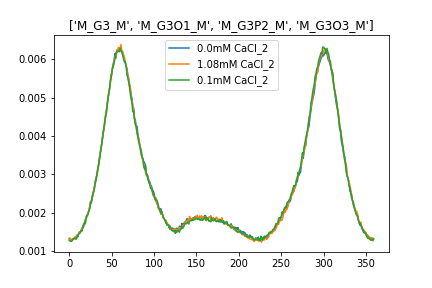 ['M_G3_M', 'M_G3O1_M', 'M_G3P2_M', 'M_G3O3_M']
0.0mM CaCl_2
1.08mM CaCl_2
0.1mM CaCl_2
0.006
0.005
0.004
0.003
0.002
0.001
0 50 100 150 200 250 300 350